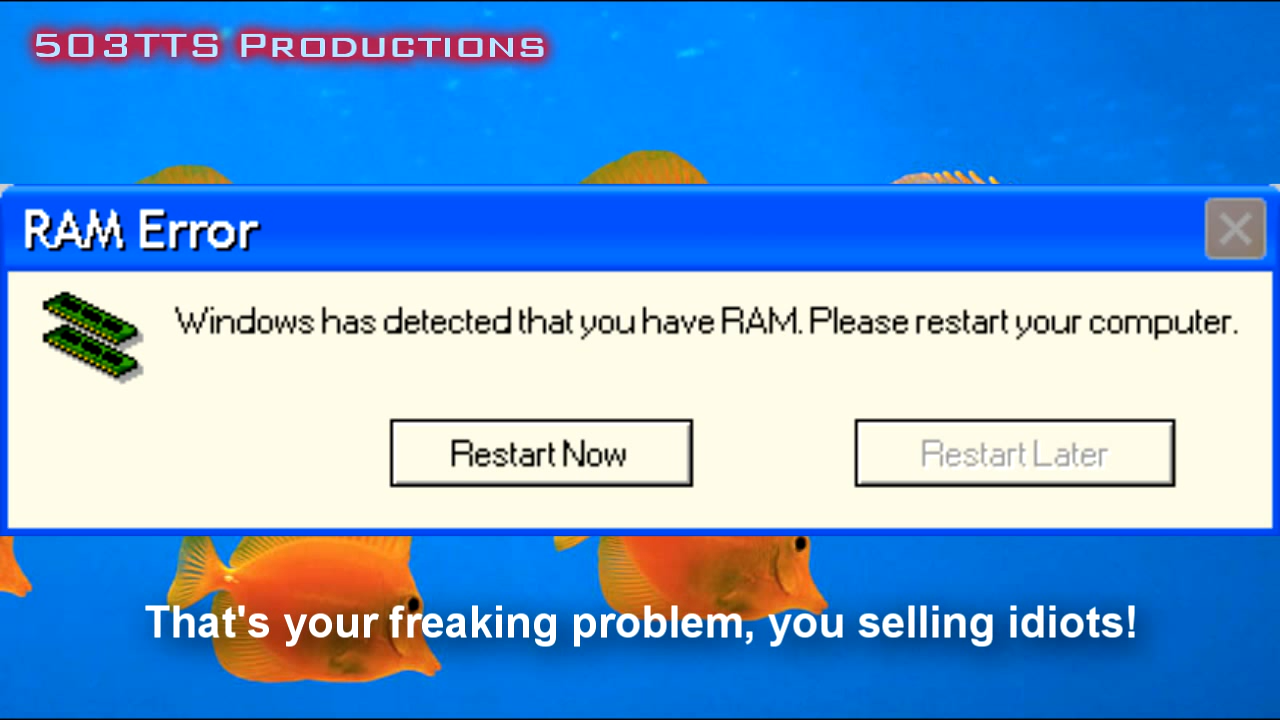 503TTS Productions
RAM Error
Windows has detected that you have RAM. Please restart your computer.
Restart Now
Restart Later
That's your freaking problem, you selling idiots!